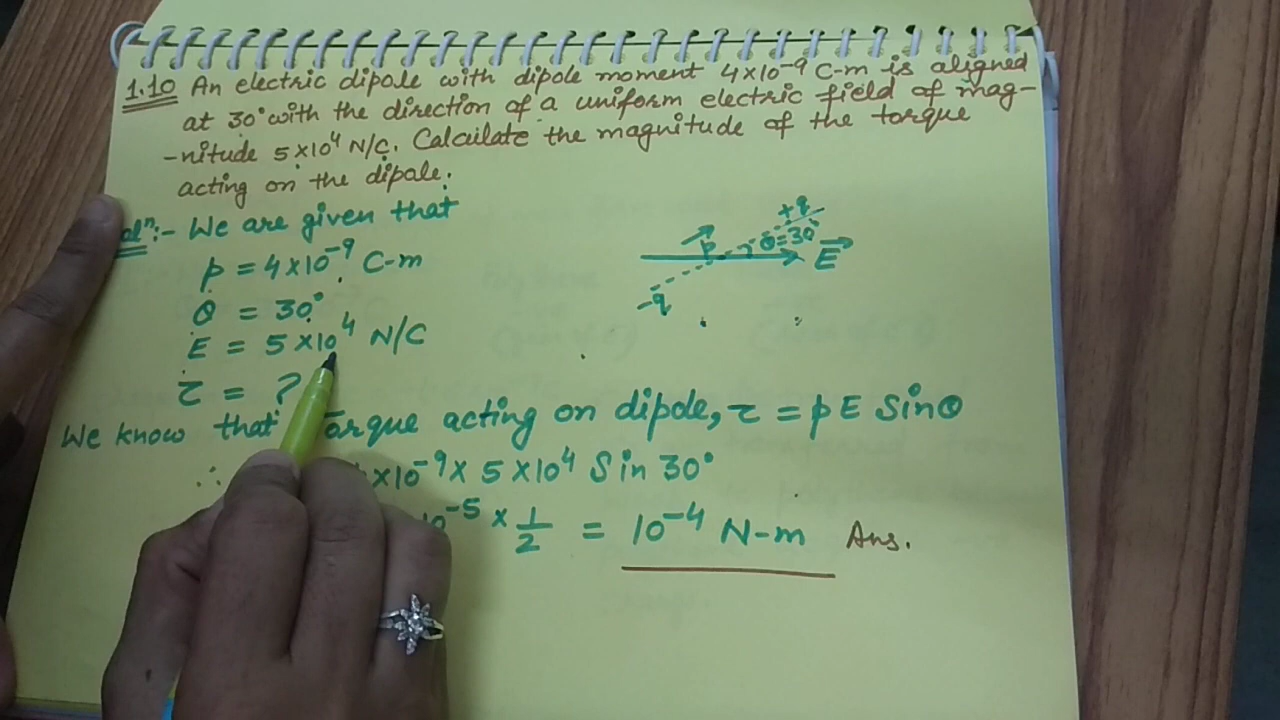 1.10 An electric dipole with dipole moment 4×10⁻⁹ C-m is aligned
at 30° with the direction of a uniform electric field of mag-
-nitude 5×10⁴ N/C. Calculate the magnitude of the torque
acting on the dipole.
olⁿ:- We are given that
p = 4×10⁻⁹ C-m
θ = 30°
E = 5×10⁴ N/C
τ = ?
+q
p θ=30°
E
-q
We know that Torque acting on dipole, τ = pE Sinθ
∴ ×10⁻⁹ × 5×10⁴ Sin 30°
10⁻⁵ × 1/2 = 10⁻⁴ N-m Ans.